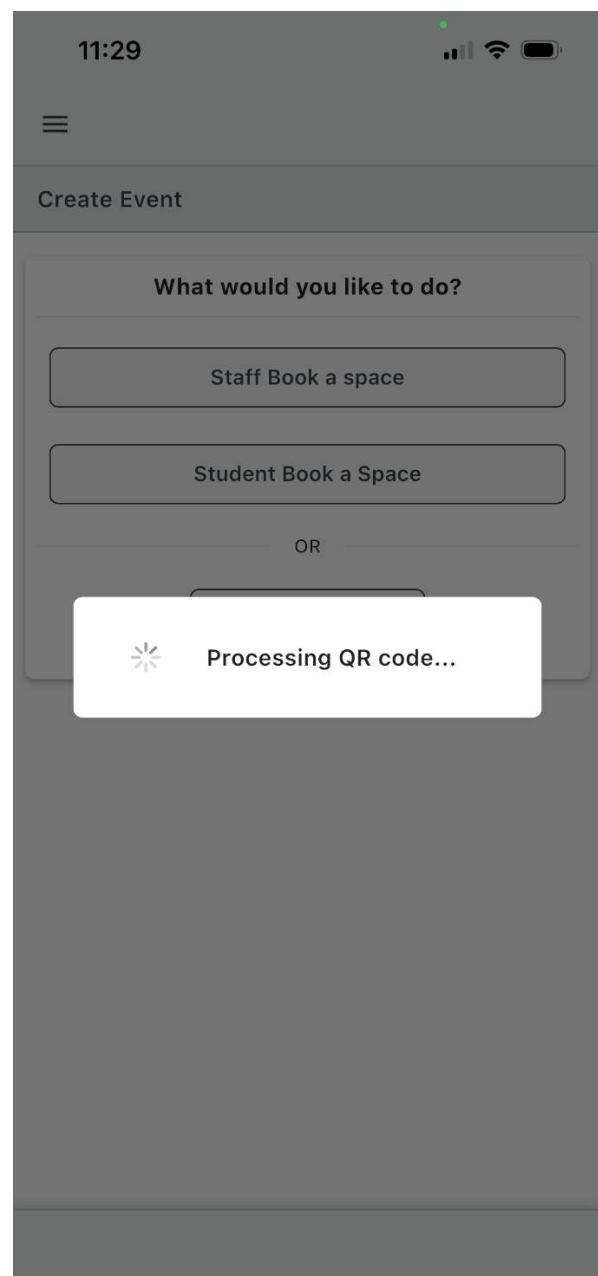 11:29
Create Event
What would you like to do?
Staff Book a space
Student Book a Space
OR
Processing QR code...